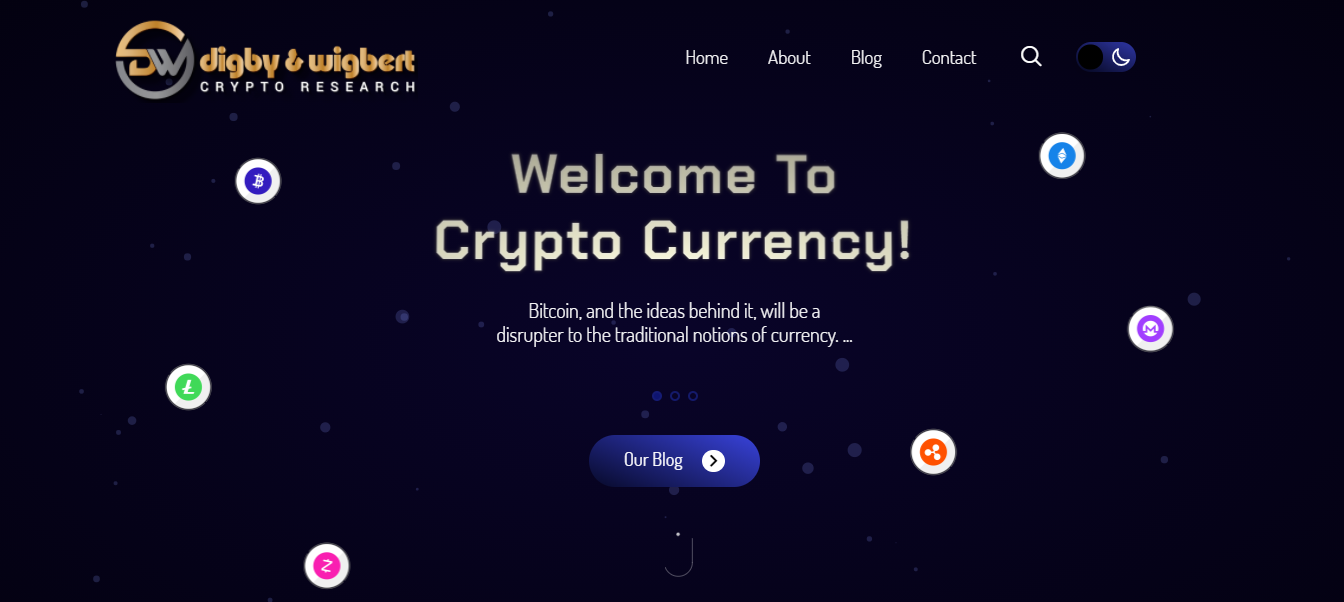 DW digby & wigbert
CRYPTO RESEARCH
Home About Blog Contact
Welcome To
Crypto Currency!
Bitcoin, and the ideas behind it, will be a
disrupter to the traditional notions of currency. ...
Our Blog